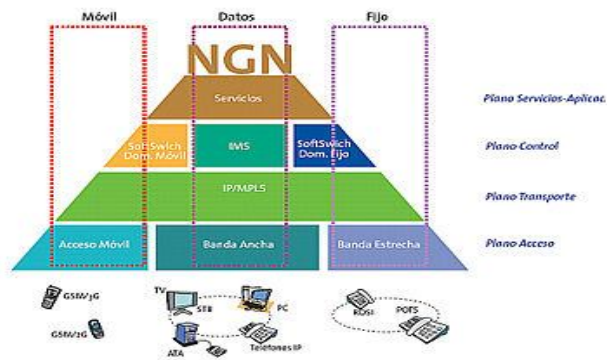 Móvil Datos Fijo
NGN
Servicios
Plano Servicios-Aplicac.
SoftSwich
Dom. Móvil
IMS
SoftSwich
Dom. Fijo
Plano Control
IP/MPLS
Plano Transporte
Acceso Móvil
Banda Ancha
Banda Estrecha
Plano Acceso
GSM/3G
GSM/2G
TV
STB
PC
ATA
Teléfonos IP
RDSI
POTS